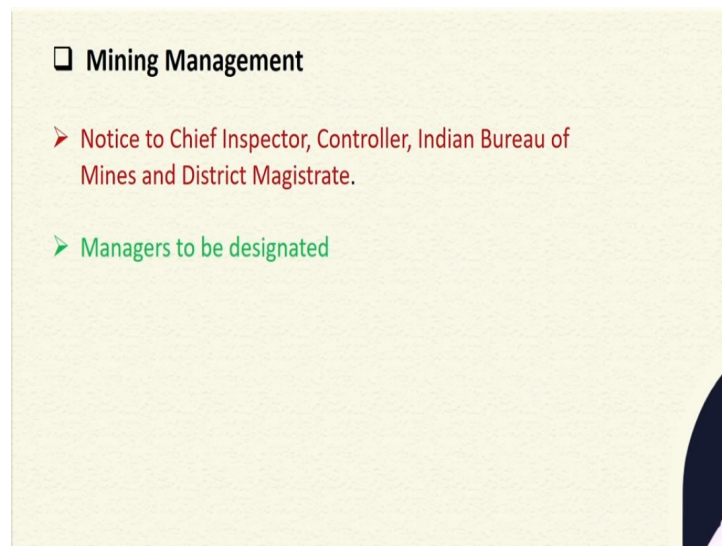 Mining Management
Notice to Chief Inspector, Controller, Indian Bureau of
Mines and District Magistrate.
Managers to be designated